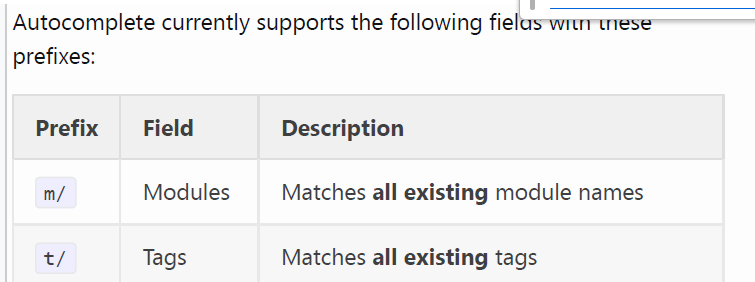 Autocomplete currently supports the following fields with these
prefixes:
Prefix Field Description
m/ Modules Matches all existing module names
t/ Tags Matches all existing tags